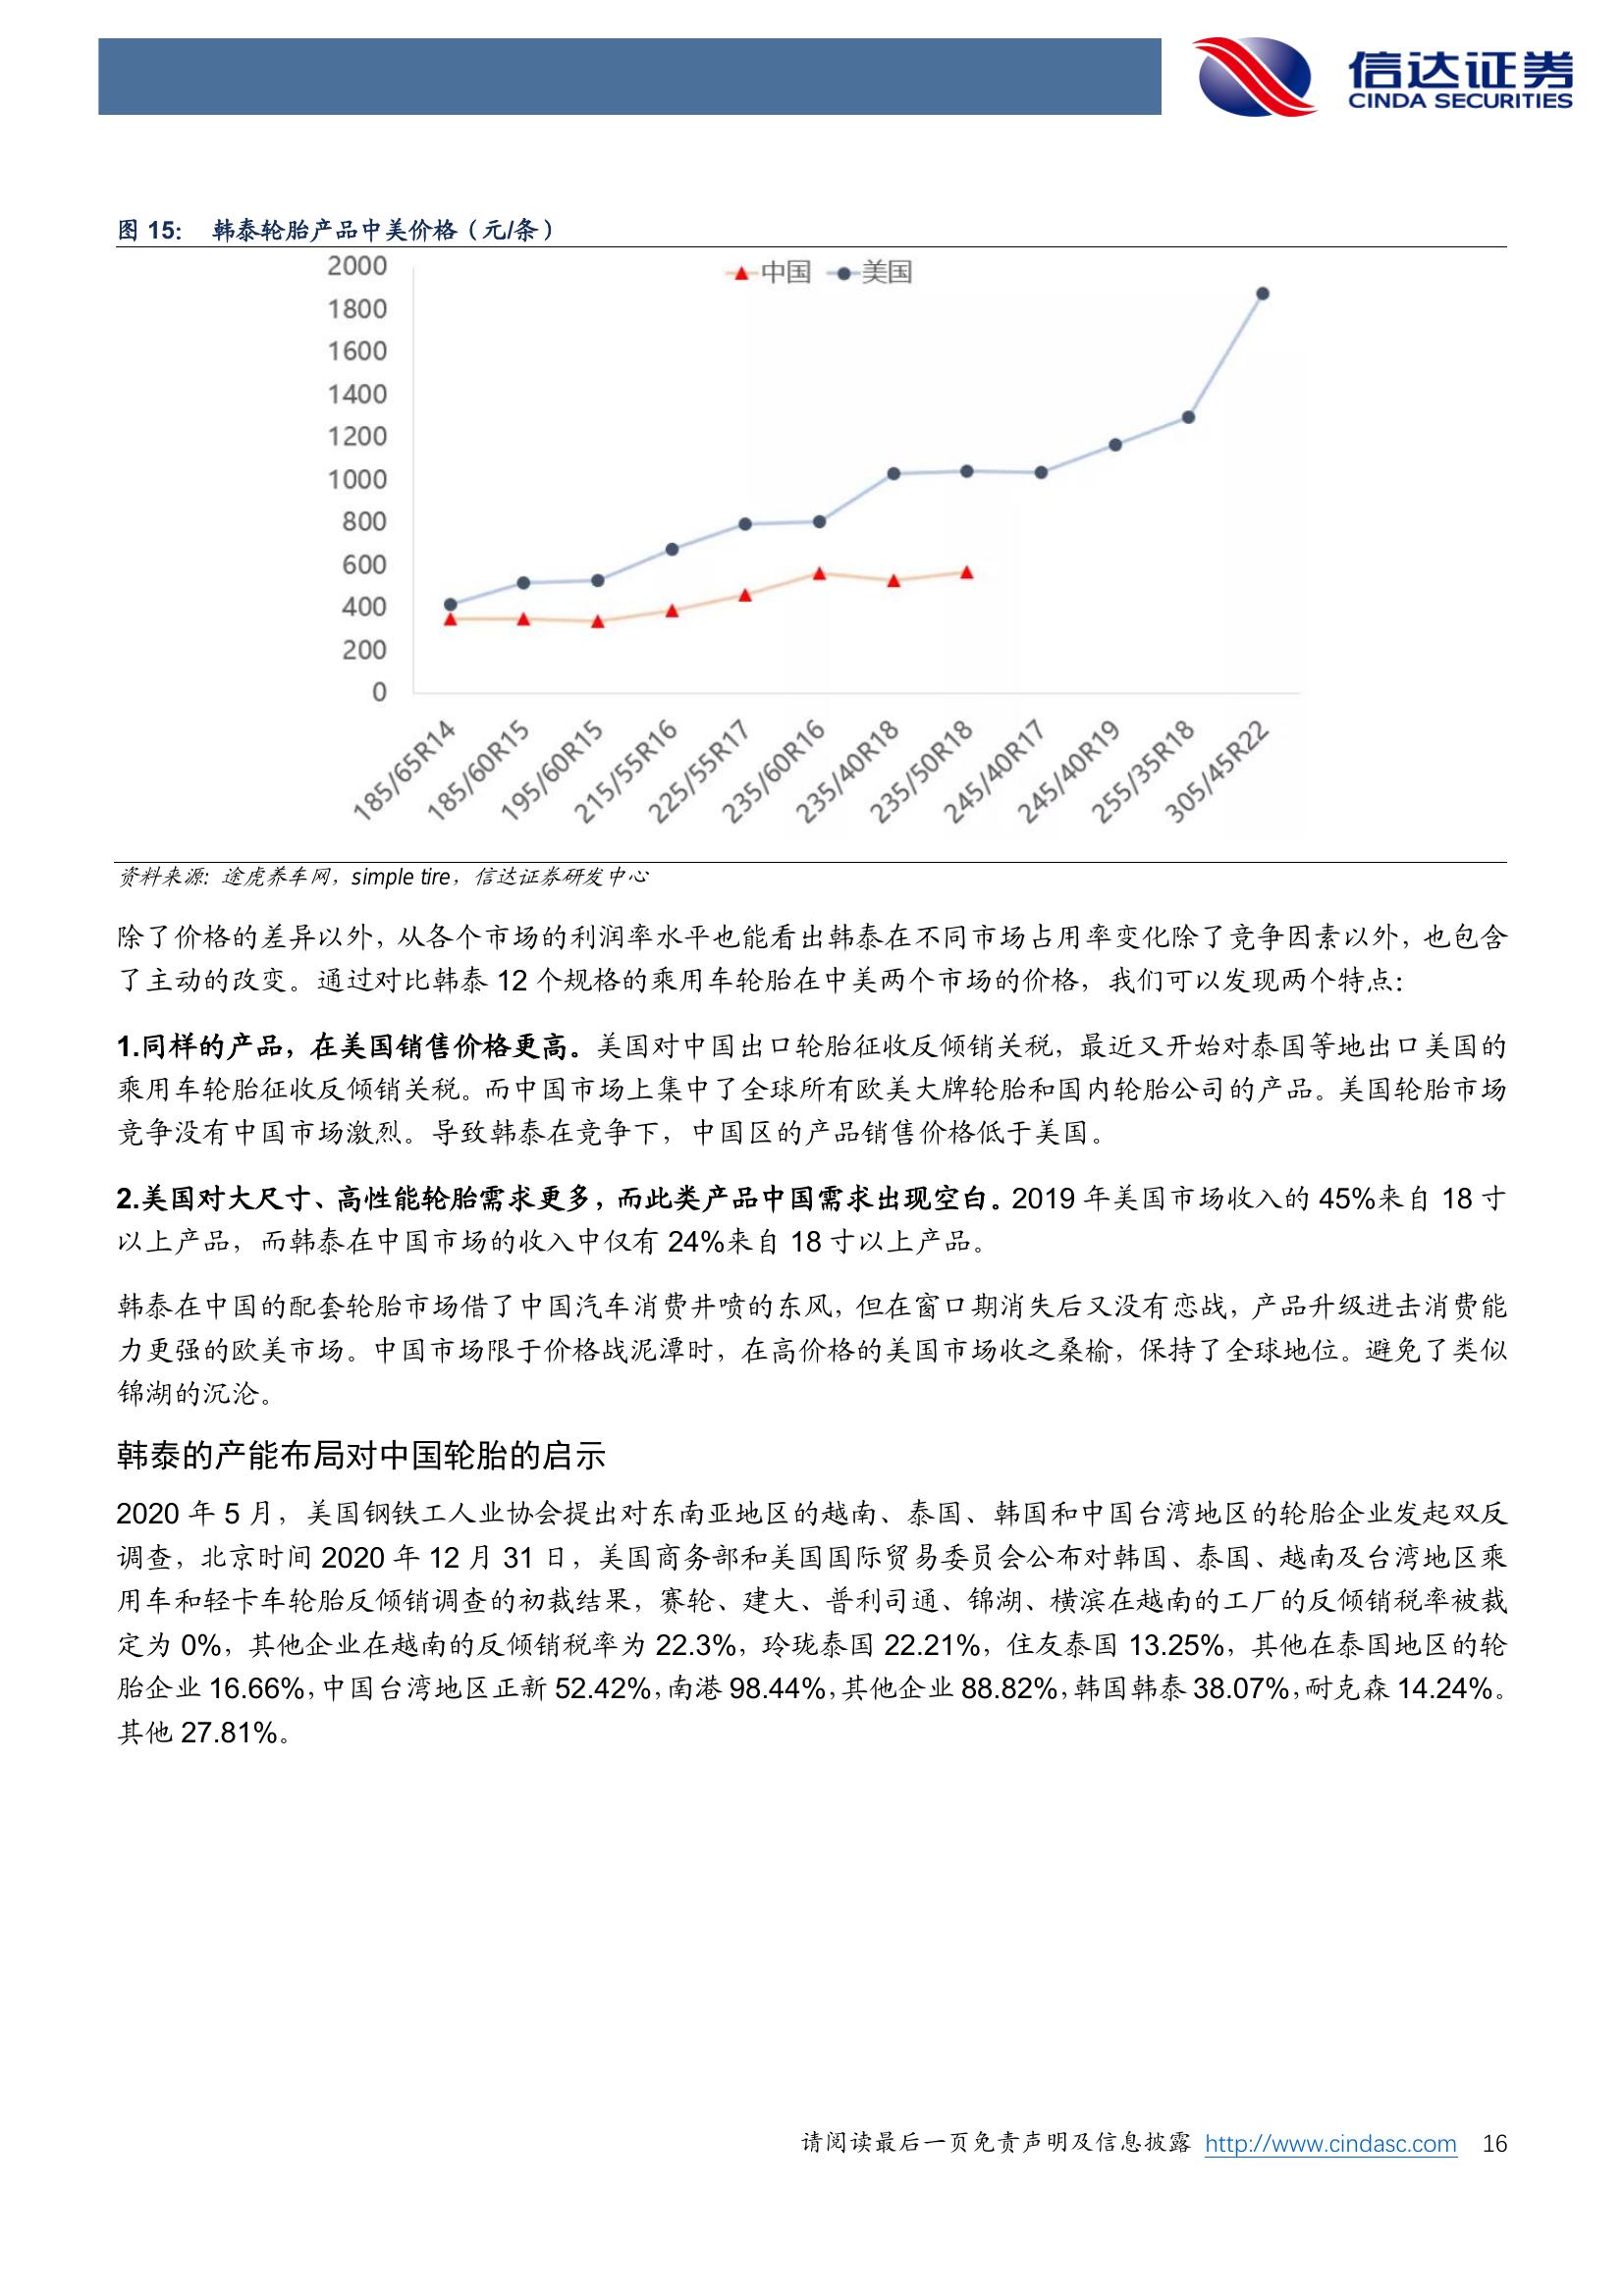 信达证券
CINDA SECURITIES
图 15: 韩泰轮胎产品中美价格（元/条）
中国 美国
2000
1800
1600
1400
1200
1000
800
600
400
200
0
185/65R14
185/60R15
195/60R15
215/55R16
225/55R17
235/60R16
235/40R18
235/50R18
245/40R17
245/40R19
255/35R18
305/45R22
资料来源: 途虎养车网，simple tire，信达证券研发中心
除了价格的差异以外，从各个市场的利润率水平也能看出韩泰在不同市场占用率变化除了竞争因素以外，也包含
了主动的改变。通过对比韩泰 12 个规格的乘用车轮胎在中美两个市场的价格，我们可以发现两个特点：
1.同样的产品，在美国销售价格更高。美国对中国出口轮胎征收反倾销关税，最近又开始对泰国等地出口美国的
乘用车轮胎征收反倾销关税。而中国市场上集中了全球所有欧美大牌轮胎和国内轮胎公司的产品。美国轮胎市场
竞争没有中国市场激烈。导致韩泰在竞争下，中国区的产品销售价格低于美国。
2.美国对大尺寸、高性能轮胎需求更多，而此类产品中国需求出现空白。2019 年美国市场收入的 45%来自 18 寸
以上产品，而韩泰在中国市场的收入中仅有 24%来自 18 寸以上产品。
韩泰在中国的配套轮胎市场借了中国汽车消费井喷的东风，但在窗口期消失后又没有恋战，产品升级进击消费能
力更强的欧美市场。中国市场限于价格战泥潭时，在高价格的美国市场收之桑榆，保持了全球地位。避免了类似
锦湖的沉沦。
韩泰的产能布局对中国轮胎的启示
2020 年 5 月，美国钢铁工人业协会提出对东南亚地区的越南、泰国、韩国和中国台湾地区的轮胎企业发起双反
调查，北京时间 2020 年 12 月 31 日，美国商务部和美国国际贸易委员会公布对韩国、泰国、越南及台湾地区乘
用车和轻卡车轮胎反倾销调查的初裁结果，赛轮、建大、普利司通、锦湖、横滨在越南的工厂的反倾销税率被裁
定为 0%，其他企业在越南的反倾销税率为 22.3%，玲珑泰国 22.21%，住友泰国 13.25%，其他在泰国地区的轮
胎企业 16.66%，中国台湾地区正新 52.42%，南港 98.44%，其他企业 88.82%，韩国韩泰 38.07%，耐克森 14.24%。
其他 27.81%。
请阅读最后一页免责声明及信息披露 http://www.cindasc.com 16